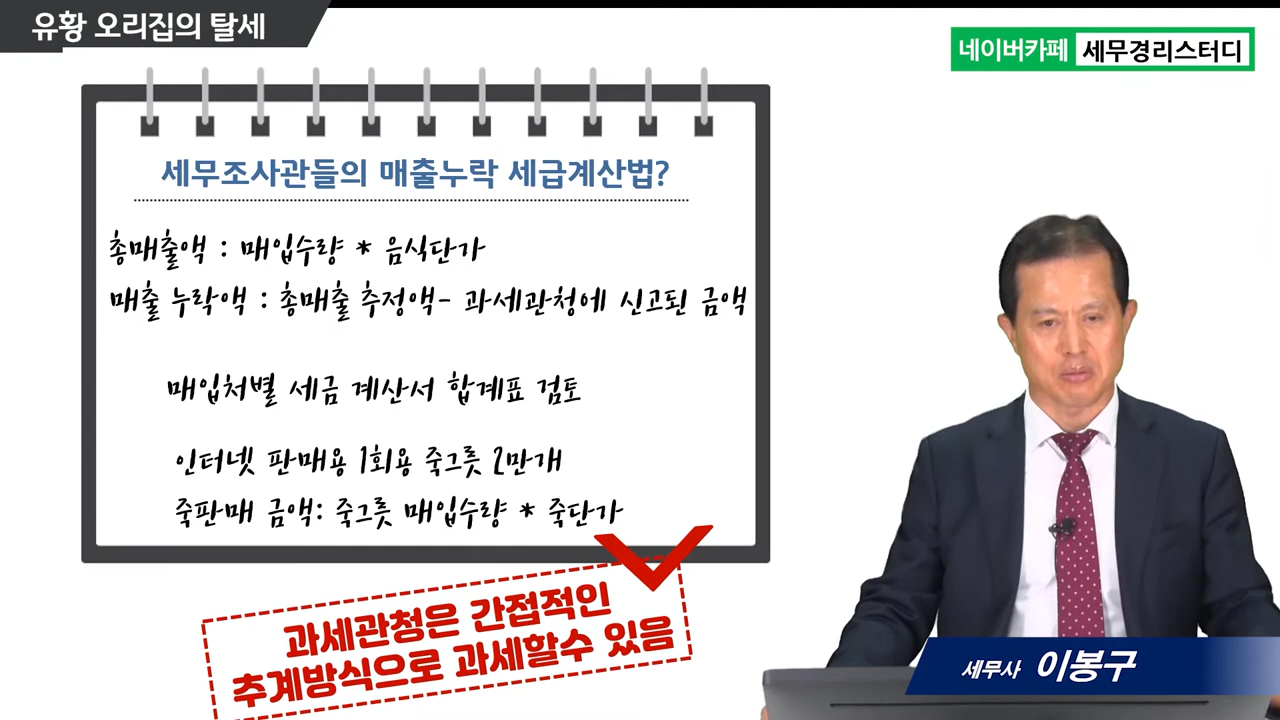 유황 오리집의 탈세
네이버카페 세무경리스터디
세무조사관들의 매출누락 세급계산법?
총매출액 : 매입수량 * 음식단가
매출 누락액 : 총매출 추정액- 과세관청에 신고된 금액
매입처별 세금 계산서 합계표 검토
인터넷 판매용 1회용 죽그릇 2만개
죽판매 금액: 죽그릇 매입수량 * 죽단가
과세관청은 간접적인
추계방식으로 과세할수 있음
세무사 이봉구